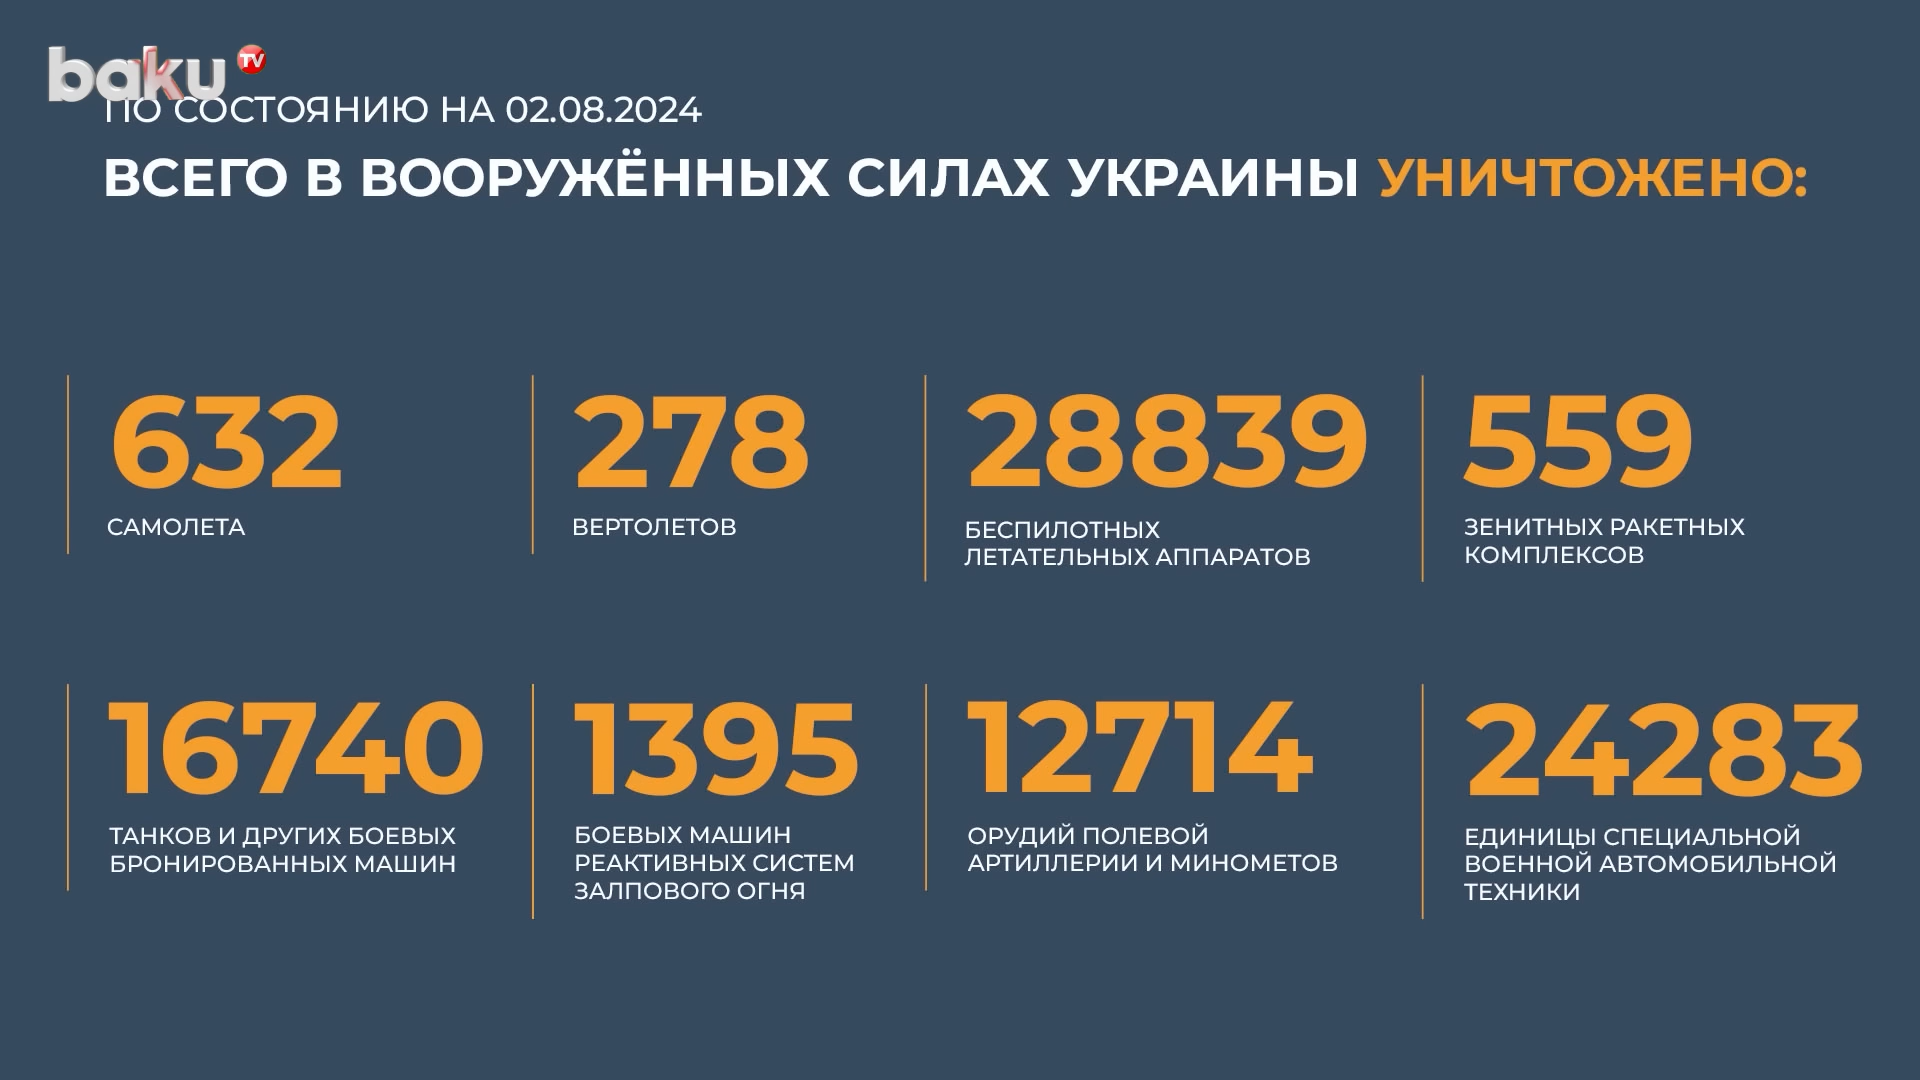 baku TV
ПО СОСТОЯНИЮ НА 02.08.2024
ВСЕГО В ВООРУЖЁННЫХ СИЛАХ УКРАИНЫ УНИЧТОЖЕНО:
632
САМОЛЕТА
278
ВЕРТОЛЕТОВ
28839
БЕСПИЛОТНЫХ
ЛЕТАТЕЛЬНЫХ АППАРАТОВ
559
ЗЕНИТНЫХ РАКЕТНЫХ
КОМПЛЕКСОВ
16740
ТАНКОВ И ДРУГИХ БОЕВЫХ
БРОНИРОВАННЫХ МАШИН
1395
БОЕВЫХ МАШИН
РЕАКТИВНЫХ СИСТЕМ
ЗАЛПОВОГО ОГНЯ
12714
ОРУДИЙ ПОЛЕВОЙ
АРТИЛЛЕРИИ И МИНОМЕТОВ
24283
ЕДИНИЦЫ СПЕЦИАЛЬНОЙ
ВОЕННОЙ АВТОМОБИЛЬНОЙ
ТЕХНИКИ